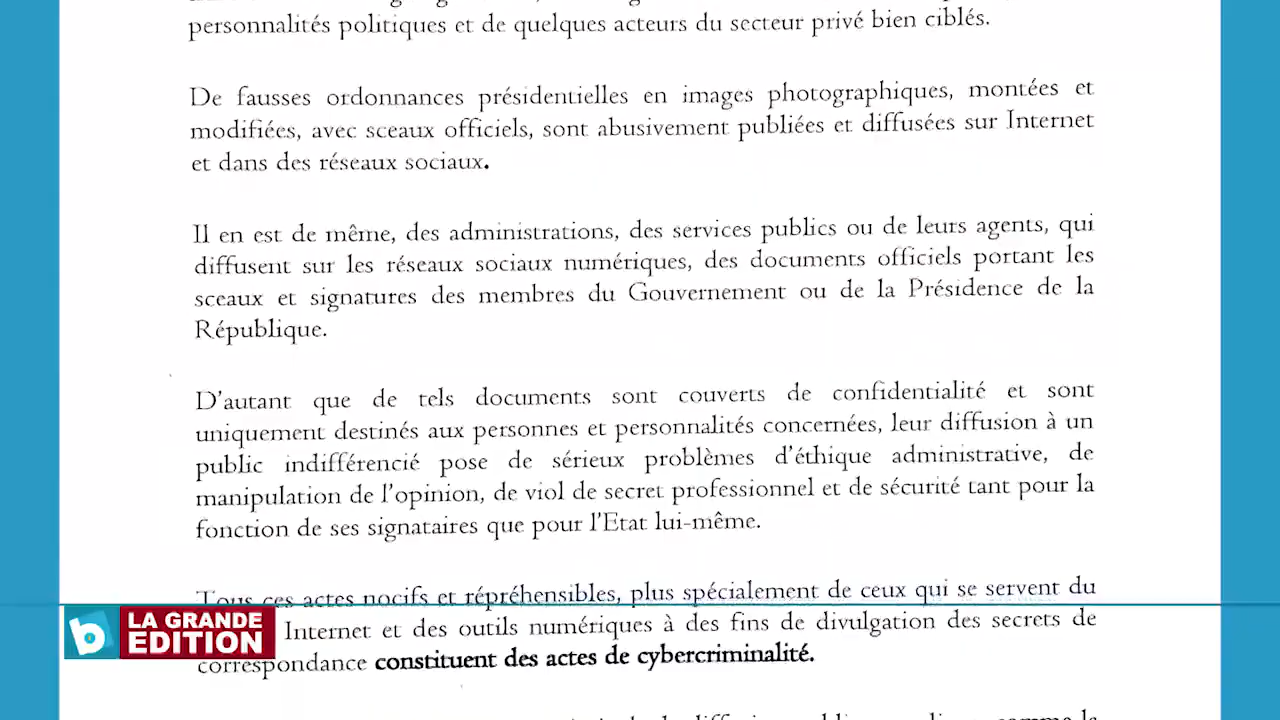 personnalités politiques et de quelques acteurs du secteur privé bien ciblés.
De fausses ordonnances présidentielles en images photographiques, montées et
modifiées, avec sceaux officiels, sont abusivement publiées et diffusées sur Internet
et dans des réseaux sociaux.
Il en est de même, des administrations, des services publics ou de leurs agents, qui
diffusent sur les réseaux sociaux numériques, des documents officiels portant les
sceaux et signatures des membres du Gouvernement ou de la Présidence de la
République.
D'autant que de tels documents sont couverts de confidentialité et sont
uniquement destinés aux personnes et personnalités concernées, leur diffusion à un
public indifférencié pose de sérieux problèmes d'éthique administrative, de
manipulation de l'opinion, de viol de secret professionnel et de sécurité tant pour la
fonction de ses signataires que pour l'Etat lui-même.
Tous ces actes nocifs et répréhensibles, plus spécialement de ceux qui se servent du
Internet et des outils numériques à des fins de divulgation des secrets de
correspondance constituent des actes de cybercriminalité.
b LA GRANDE
EDITION